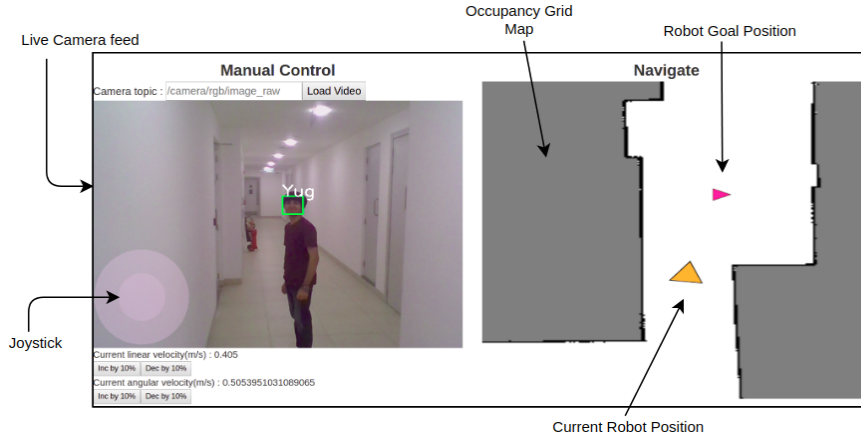 Occupancy Grid
Map
Robot Goal Position
Live Camera feed
Manual Control
Navigate
Camera topic : /camera/rgb/image_raw Load Video
Yug
Joystick
Current linear velocity(m/s) : 0.405
Inc by 10% Dec by 10%
Current angular velocity(m/s) : 0.5053951031089065
Inc by 10% Dec by 10%
Current Robot Position